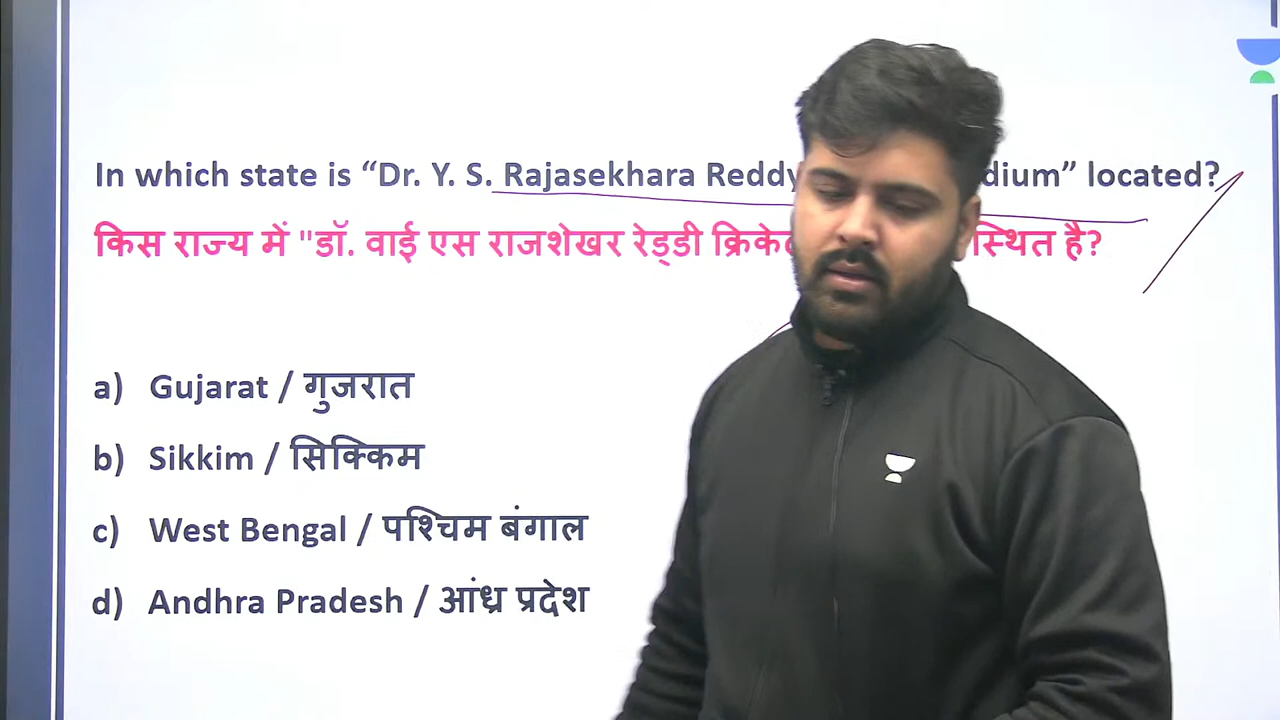 In which state is “Dr. Y. S. Rajasekhara Reddy dium” located?
किस राज्य में "डॉ. वाई एस राजशेखर रेड्डी क्रिके स्थित है?
a) Gujarat / गुजरात
b) Sikkim / सिक्किम
c) West Bengal / पश्चिम बंगाल
d) Andhra Pradesh / आंध्र प्रदेश